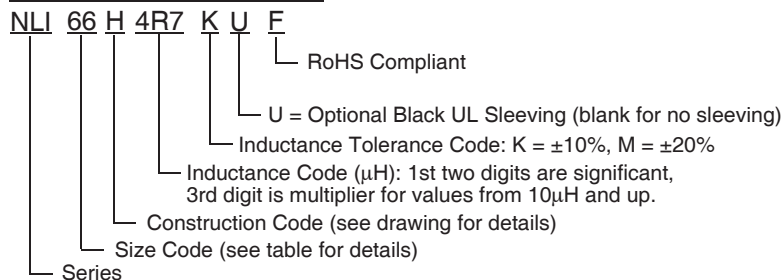 NLI 66 H 4R7 K U F
RoHS Compliant
U = Optional Black UL Sleeving (blank for no sleeving)
Inductance Tolerance Code: K = ±10%, M = ±20%
Inductance Code (μH): 1st two digits are significant,
3rd digit is multiplier for values from 10μH and up.
Construction Code (see drawing for details)
Size Code (see table for details)
Series